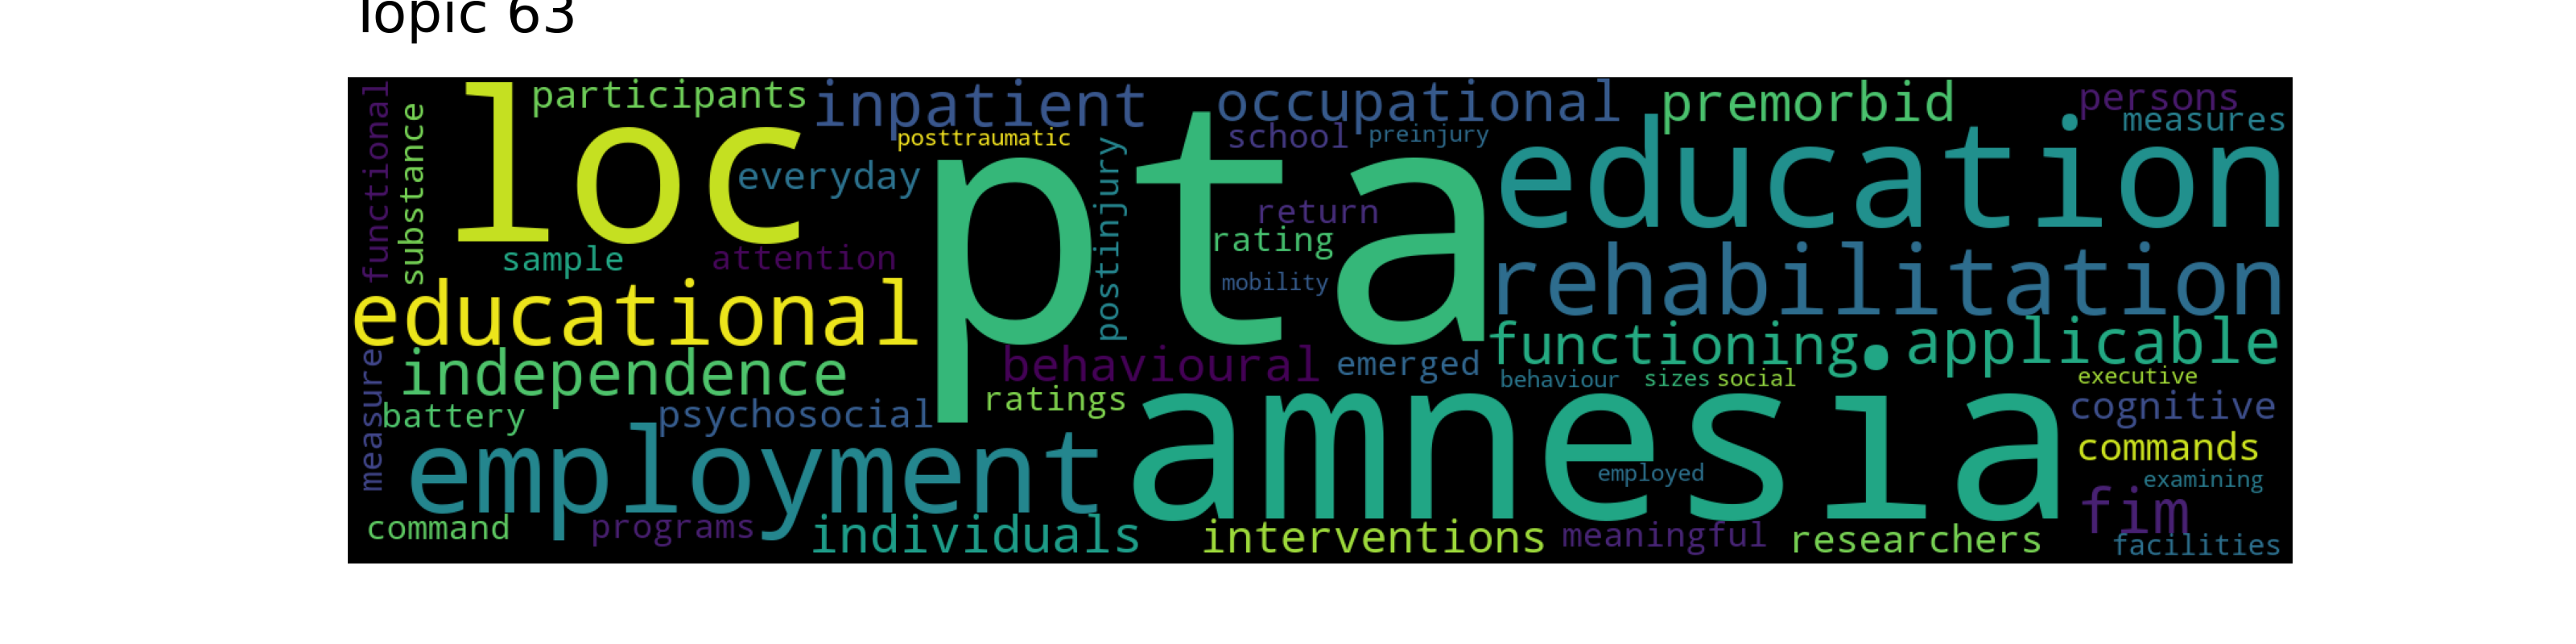 Topic 63
functional
substance
loc
participants
inpatient
posttraumatic
everyday
sample
attention
pta
postinjury
occupational
school
preinjury
return
rating
mobility
premorbid
persons
measures
education
rehabilitation
educational
independence
measure
battery
psychosocial
behavioural
ratings
emerged
functioning.
applicable
behaviour
sizes
social
executive
cognitive
commands
examining
fim
facilities
employment
amnesia
employed
command
programs
individuals
interventions
meaningful
researchers